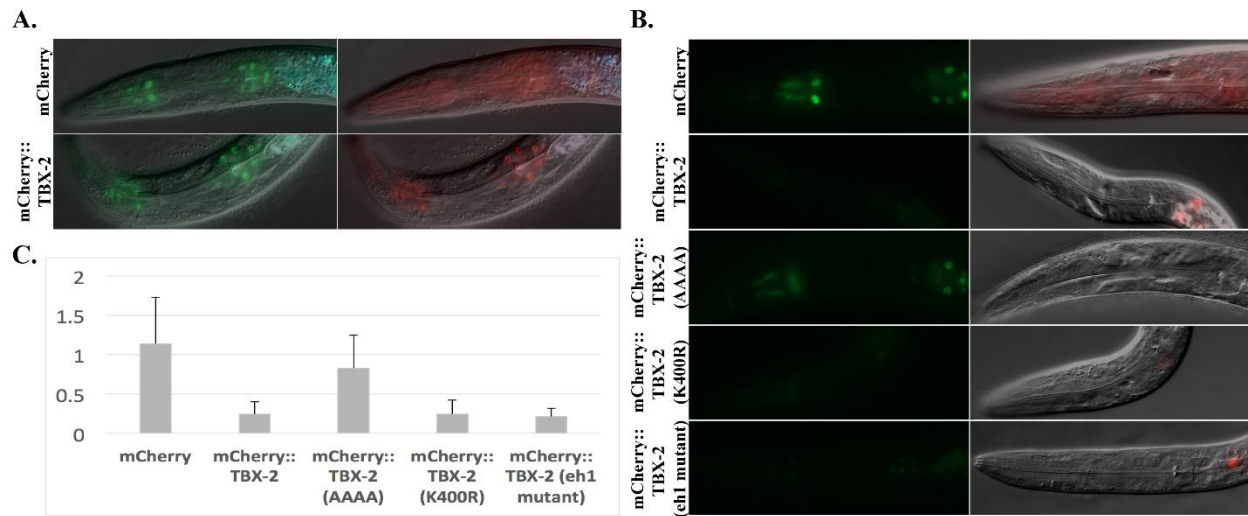 A.
mCherry
mCherry::
TBX-2
B.
mCherry
mCherry::
TBX-2
mCherry::
TBX-2
(AAAA)
mCherry::
TBX-2
(K400R)
mCherry::
TBX-2
(eh1 mutant)
C.
2
1.5
1
0.5
0
mCherry
mCherry::
TBX-2
mCherry::
TBX-2
(AAAA)
mCherry::
TBX-2
(K400R)
mCherry::
TBX-2 (eh1
mutant)